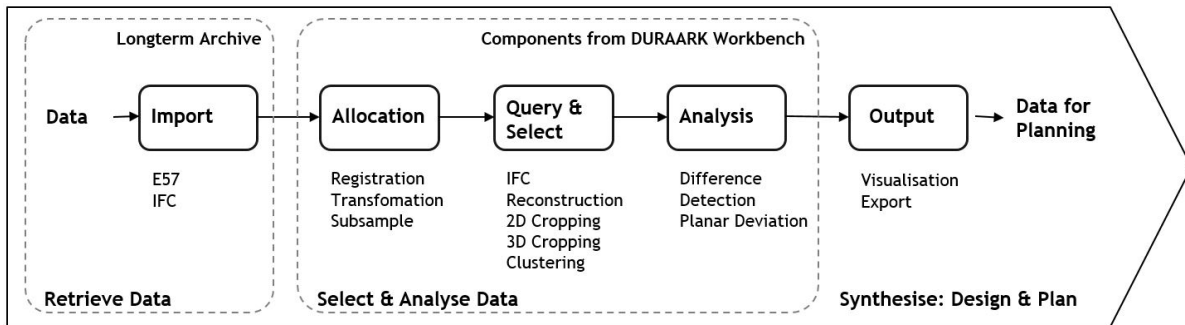 Longterm Archive
Components from DURAARK Workbench
Data
Import
Allocation
Query &
Select
Analysis
Output
Data for
Planning
E57
IFC
Registration
Transfomation
Subsample
IFC
Reconstruction
2D Cropping
3D Cropping
Clustering
Difference
Detection
Planar Deviation
Visualisation
Export
Retrieve Data
Select & Analyse Data
Synthesise: Design & Plan